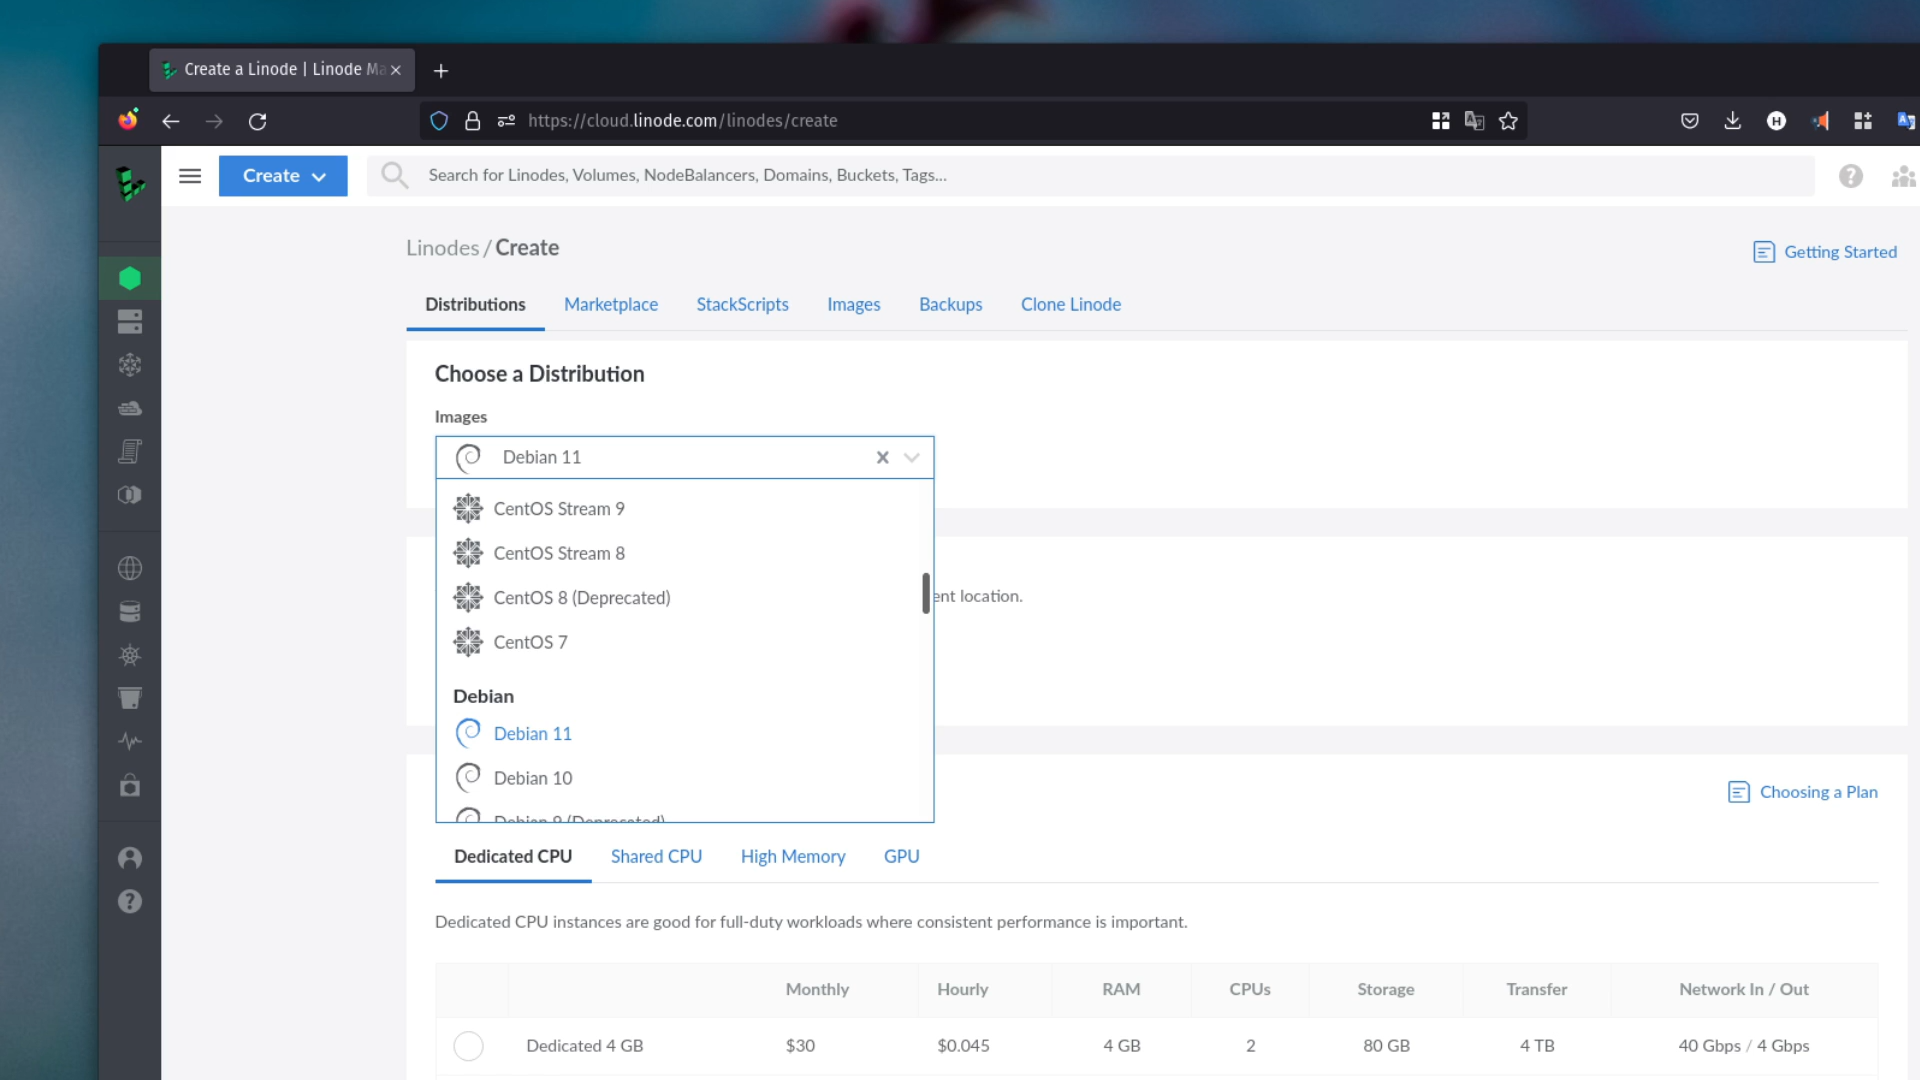 Create a Linode | Linode Ma
https://cloud.linode.com/linodes/create
Create
Search for Linodes, Volumes, NodeBalancers, Domains, Buckets, Tags...
Linodes / Create
Getting Started
Distributions Marketplace StackScripts Images Backups Clone Linode
Choose a Distribution
Images
Debian 11
CentOS Stream 9
CentOS Stream 8
CentOS 8 (Deprecated)
ent location.
CentOS 7
Debian
Debian 11
Debian 10
Choosing a Plan
Debian 9 (Deprecated)
Dedicated CPU Shared CPU High Memory GPU
Dedicated CPU instances are good for full-duty workloads where consistent performance is important.
Monthly Hourly RAM CPUs Storage Transfer Network In / Out
Dedicated 4 GB $30 $0.045 4 GB 2 80 GB 4 TB 40 Gbps / 4 Gbps